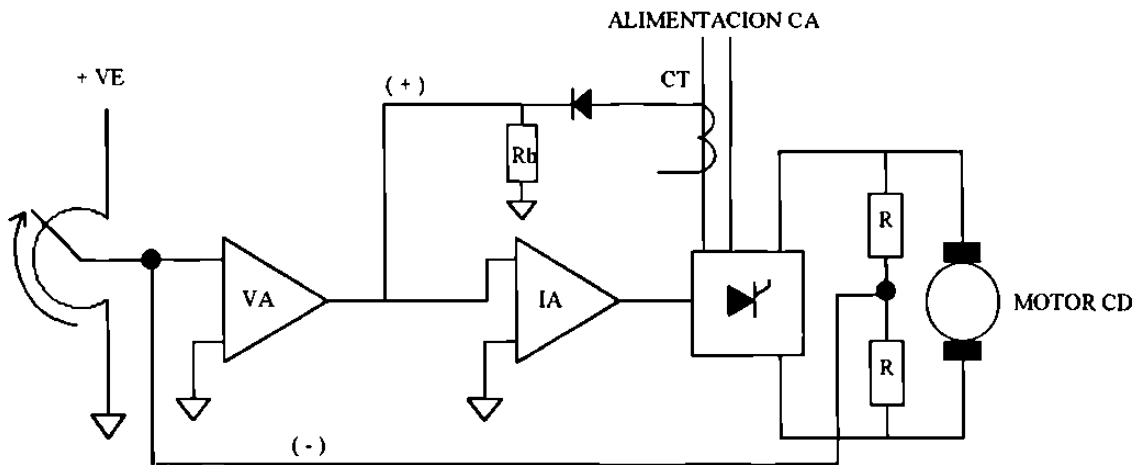 ALIMENTACION CA
+ VE
( + )
CT
Rb
R
VA
IA
MOTOR CD
R
( - )